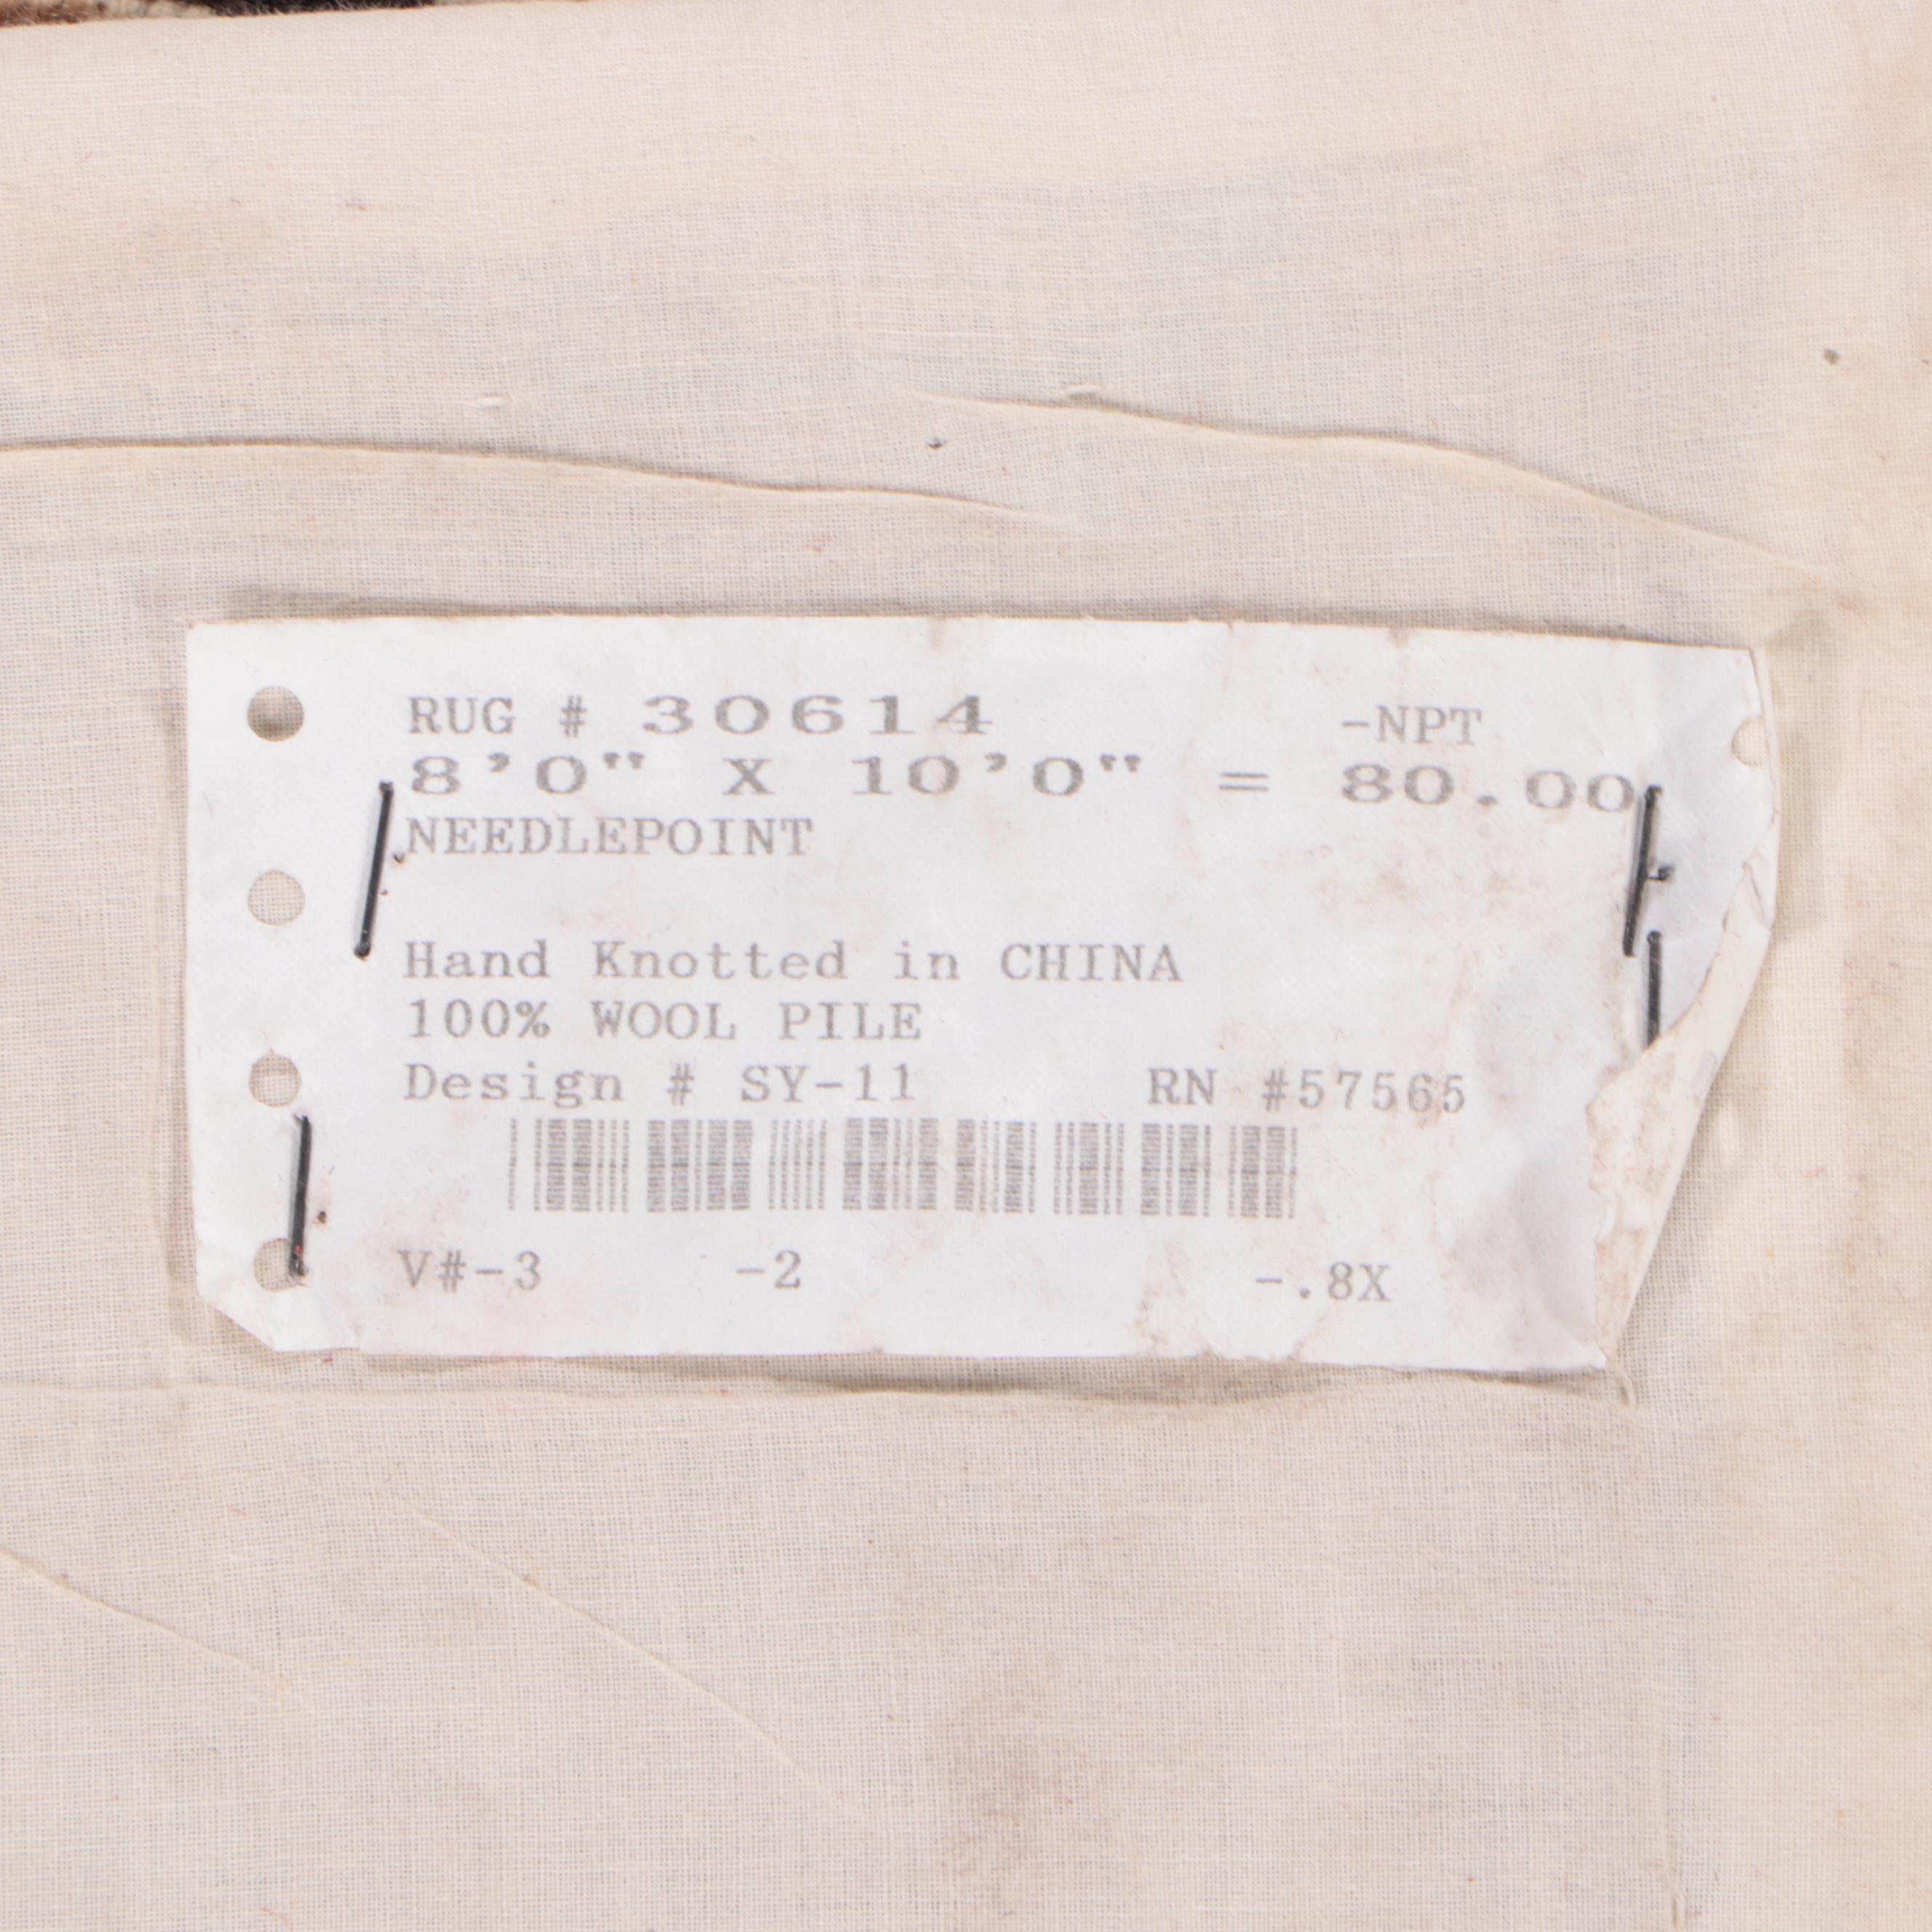 RUG # 30614 -NPT
8'0" X 10'0" = 80.00
NEEDLEPOINT
Hand Knotted in CHINA
100% WOOL PILE
Design # SY-11 RN #57565
V#-3 -2 -.8X